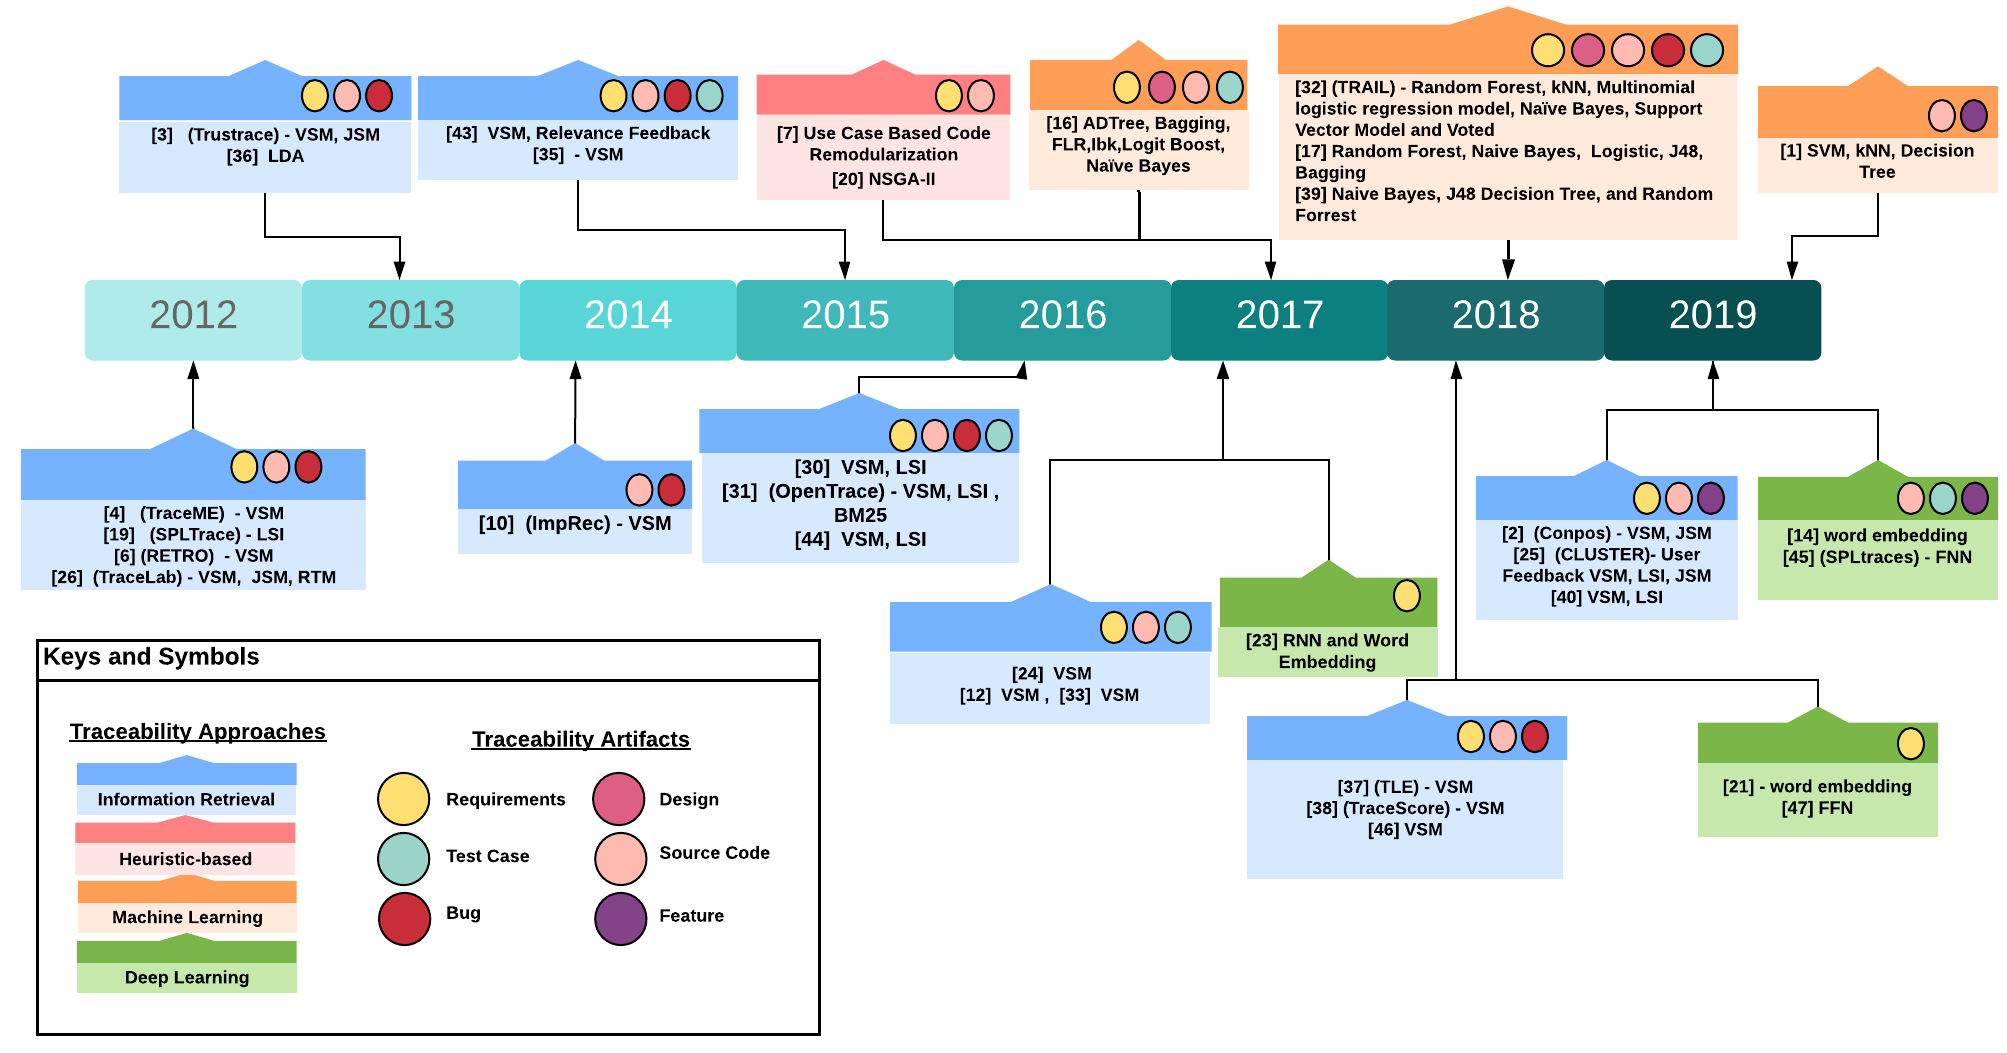 [3] (Trustrace) - VSM, JSM
[36] LDA
[43] VSM, Relevance Feedback
[35] - VSM
[7] Use Case Based Code
Remodularization
[20] NSGA-II
[16] ADTree, Bagging,
FLR,Ibk,Logit Boost,
Naïve Bayes
[32] (TRAIL) - Random Forest, kNN, Multinomial
logistic regression model, Naïve Bayes, Support
Vector Model and Voted
[17] Random Forest, Naive Bayes, Logistic, J48,
Bagging
[39] Naive Bayes, J48 Decision Tree, and Random
Forrest
[1] SVM, kNN, Decision
Tree
2012
2013
2014
2015
2016
2017
2018
2019
[4] (TraceME) - VSM
[19] (SPLTrace) - LSI
[6] (RETRO) - VSM
[26] (TraceLab) - VSM, JSM, RTM
[10] (ImpRec) - VSM
[30] VSM, LSI
[31] (OpenTrace) - VSM, LSI ,
BM25
[44] VSM, LSI
[24] VSM
[12] VSM , [33] VSM
[23] RNN and Word
Embedding
[2] (Conpos) - VSM, JSM
[25] (CLUSTER)- User
Feedback VSM, LSI, JSM
[40] VSM, LSI
[14] word embedding
[45] (SPLtraces) - FNN
[37] (TLE) - VSM
[38] (TraceScore) - VSM
[46] VSM
[21] - word embedding
[47] FFN
Keys and Symbols
Traceability Approaches
Information Retrieval
Heuristic-based
Machine Learning
Deep Learning
Traceability Artifacts
Requirements
Design
Test Case
Source Code
Bug
Feature